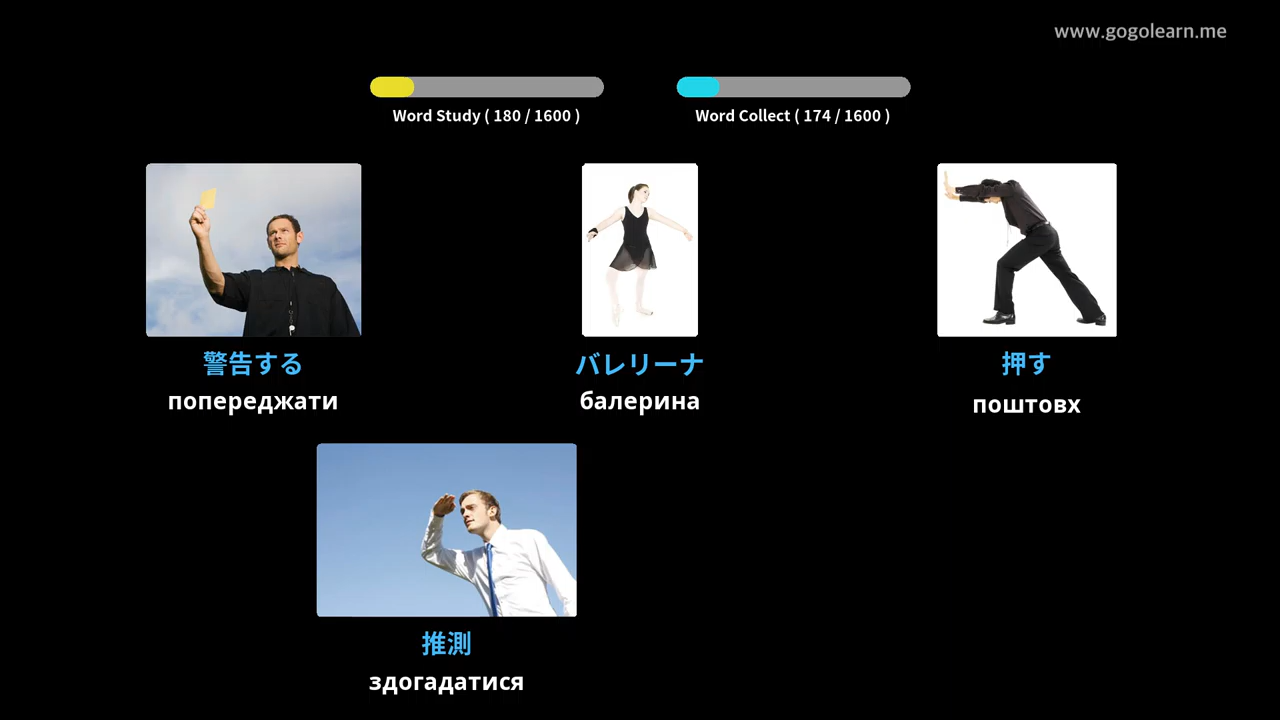 www.gogolearn.me
Word Study ( 180 / 1600 )
Word Collect ( 174 / 1600 )
警告する
попереджати
バレリーナ
балерина
押す
поштовх
推測
здогадатися